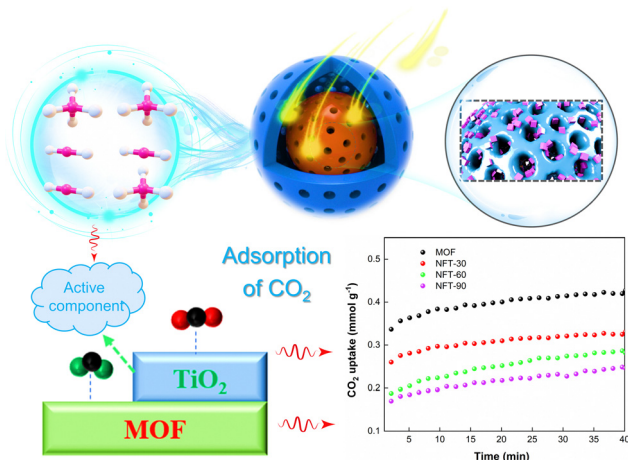 Adsorption
of CO₂
Active
component
TiO₂
MOF
MOF
NFT-30
NFT-60
NFT-90
CO₂ uptake (mmol g⁻¹)
0.5
0.4
0.3
0.2
0.1
5 10 15 20 25 30 35 40
Time (min)